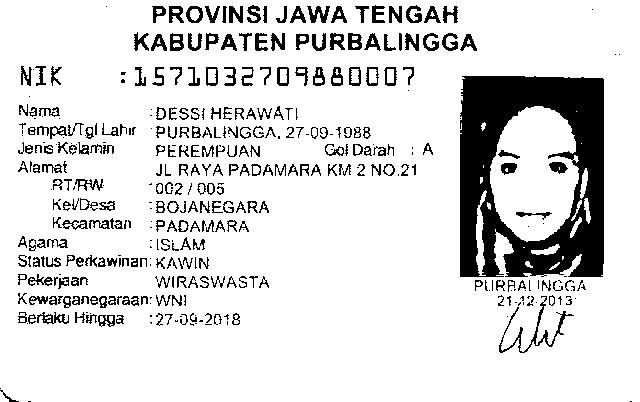 PROVINSI JAWA TENGAH
KABUPATEN PURBALINGGA
NIK : 1571032709880007
Nama : DESSI HERAWATI
Tempat/Tgl Lahir : PURBALINGGA, 27-09-1988
Jenis Kelamin : PEREMPUAN Gol Darah : A
Alamat : JL RAYA PADAMARA KM 2 NO.21
RT/RW : 002 / 005
Kel/Desa : BOJANEGARA
Kecamatan : PADAMARA
Agama : ISLAM
Status Perkawinan: KAWIN
Pekerjaan : WIRASWASTA
Kewarganegaraan: WNI
Berlaku Hingga : 27-09-2018
PURBALINGGA
21-12-2013